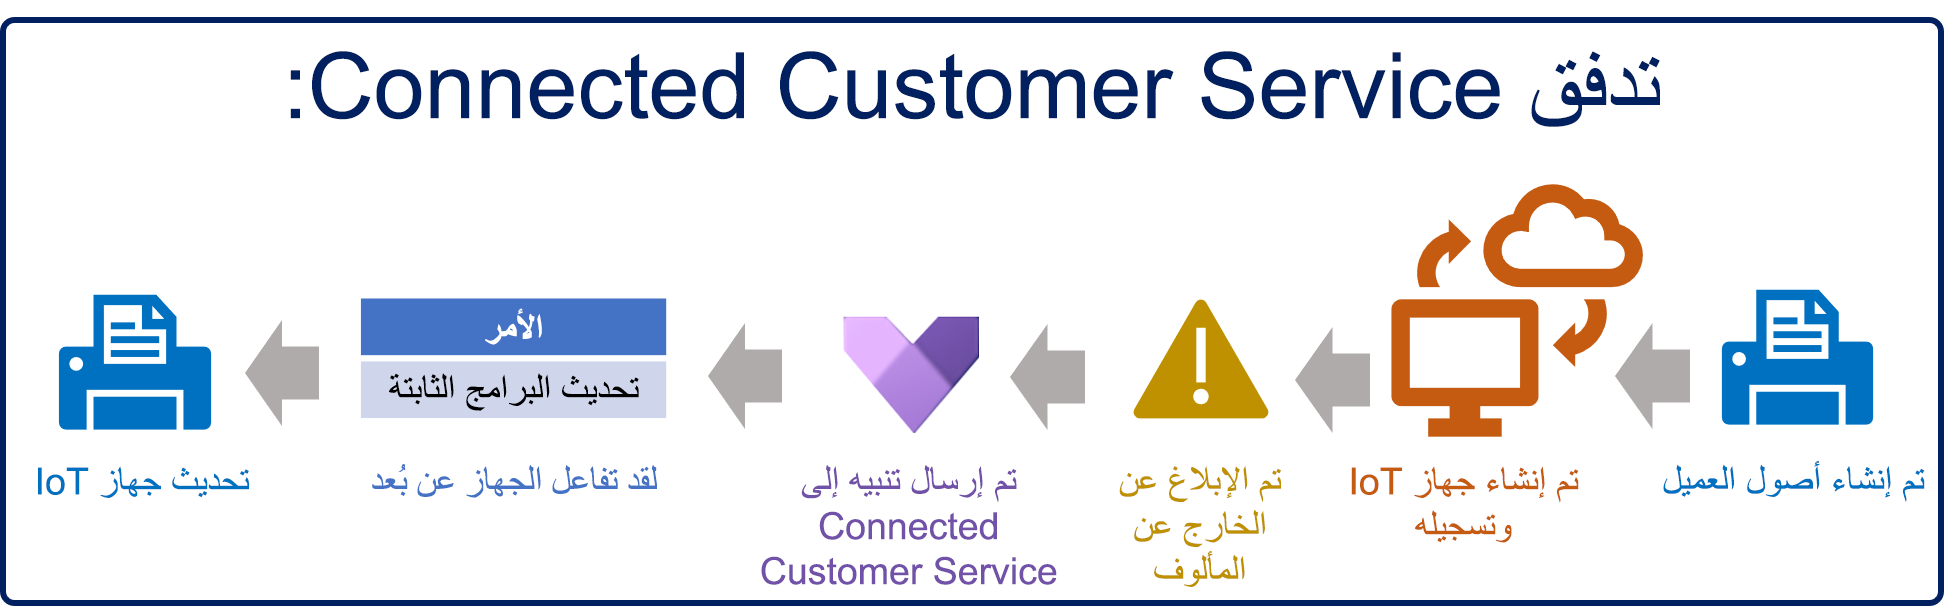 تدفق Connected Customer Service:
تم إنشاء أصول العميل
تم إنشاء جهاز IoT
وتسجيله
تم الإبلاغ عن
الخارج عن
المألوف
تم إرسال تنبيه إلى
Connected
Customer Service
الأمر
تحديث البرامج الثابتة
لقد تفاعل الجهاز عن بُعد
تحديث جهاز IoT